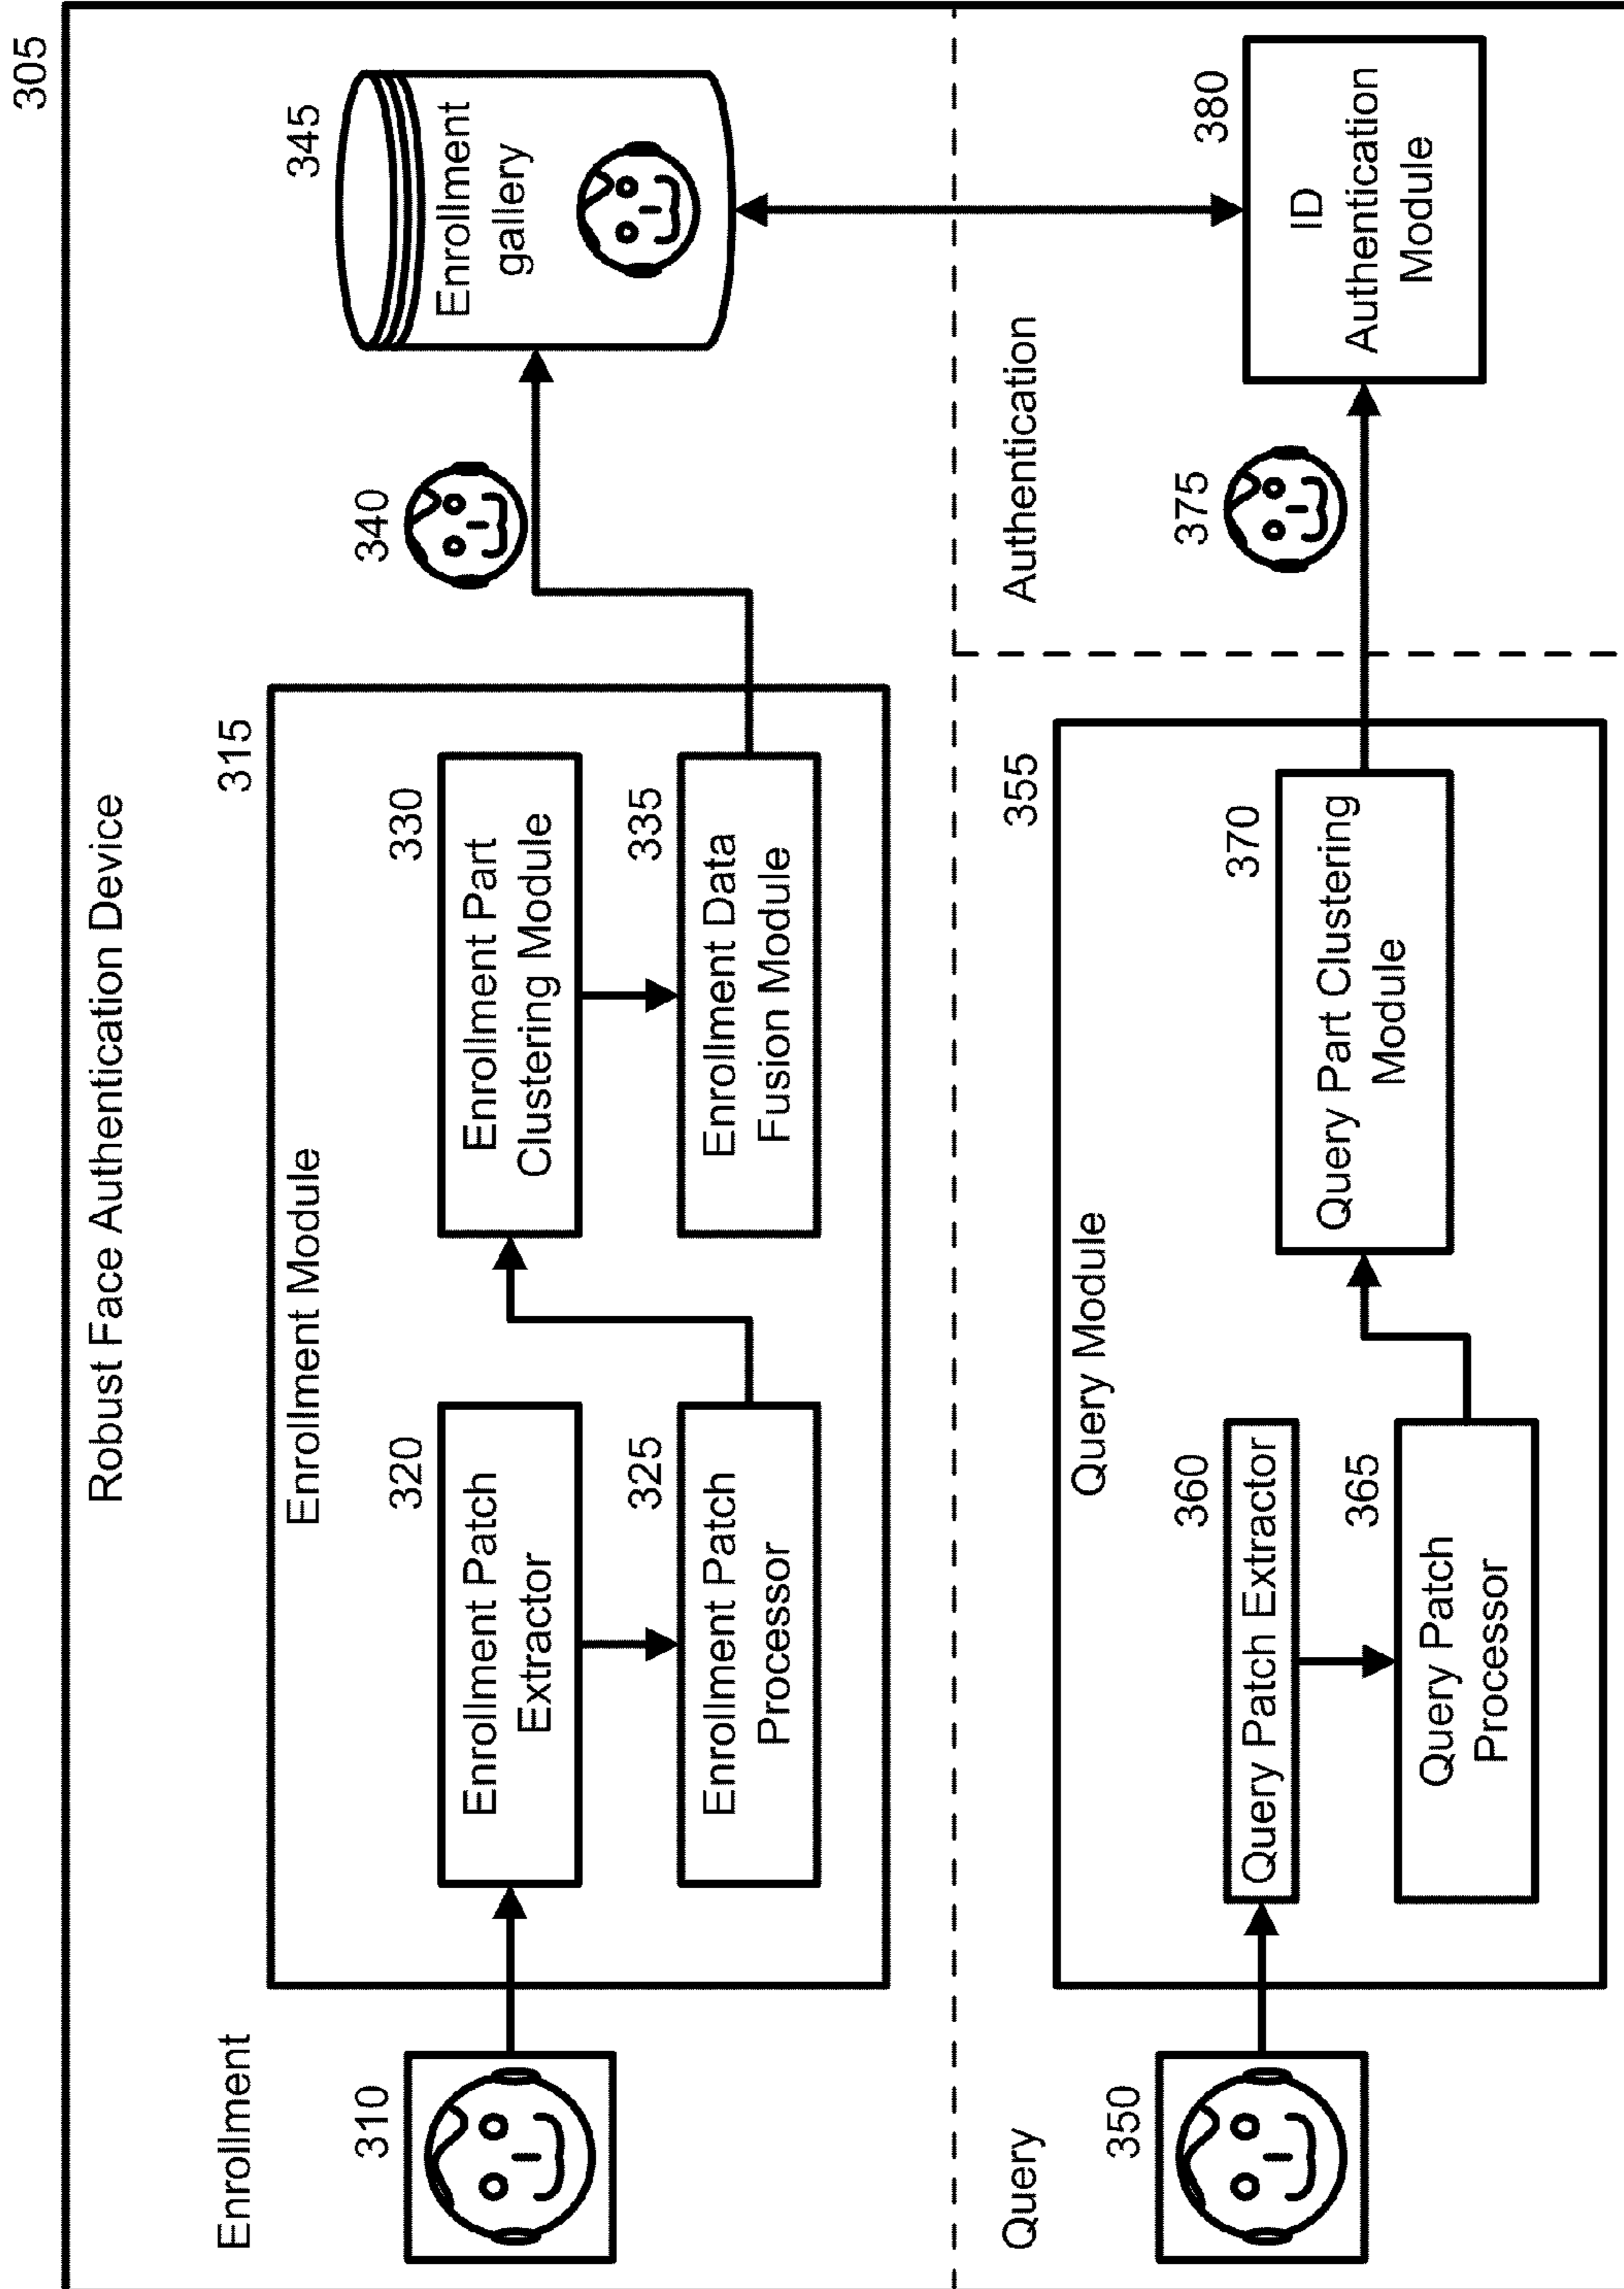 305
Robust Face Authentication Device
Enrollment
315
Enrollment Module
310
320
Enrollment Patch
Extractor
325
Enrollment Patch
Processor
330
Enrollment Part
Clustering Module
335
Enrollment Data
Fusion Module
340
345
Enrollment
gallery
Query
355
Query Module
350
360
Query Patch Extractor
365
Query Patch
Processor
370
Query Part Clustering
Module
Authentication
375
380
ID
Authentication
Module